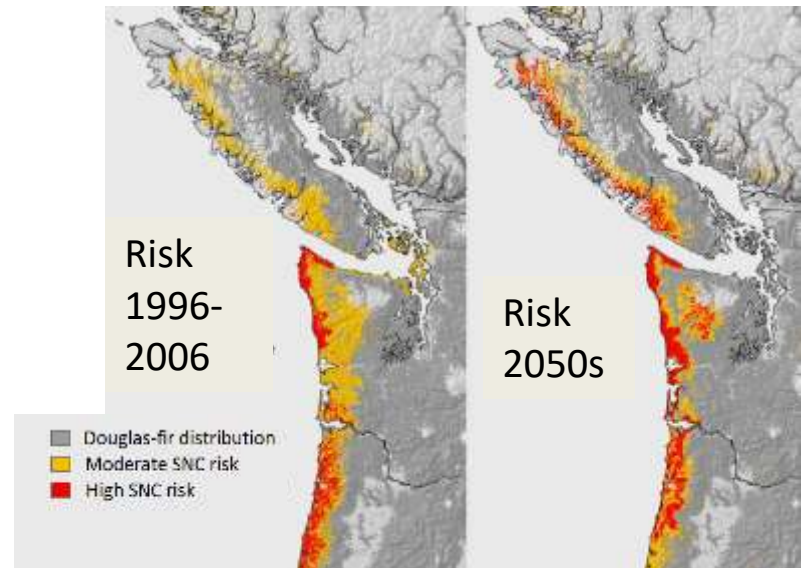 Risk
1996-
2006
Risk
2050s
Douglas-fir distribution
Moderate SNC risk
High SNC risk